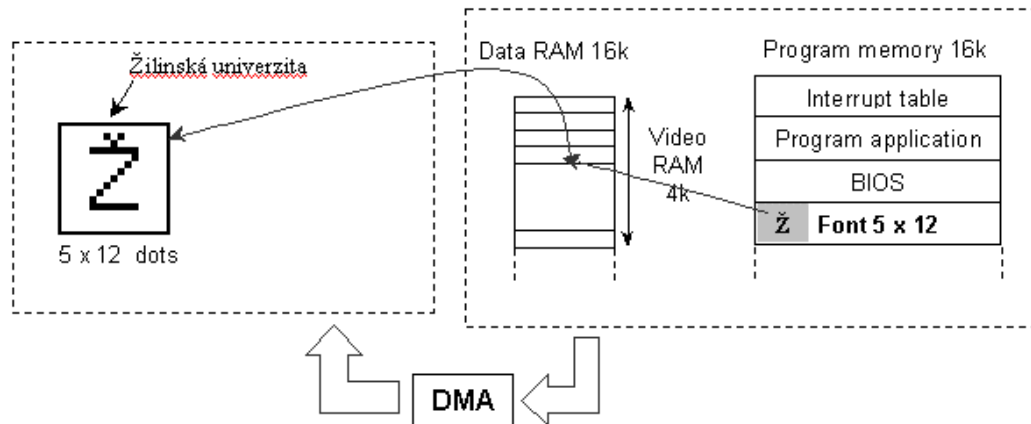 Žilinská univerzita
Ž
5 x 12 dots
Data RAM 16k
Video
RAM
4k
Program memory 16k
Interrupt table
Program application
BIOS
Ž Font 5 x 12
DMA